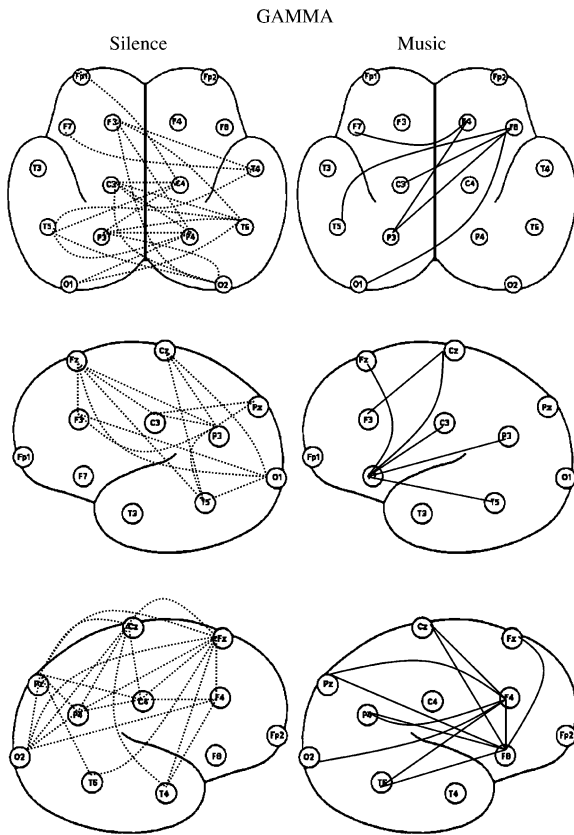 GAMMA
Silence Music
Fp1 Fp2 Fp1 Fp2
F7 F3 F4 F8 F7 F3 F4 F8
T3 T4 T3 T4
C3 C4 C3 C4
T5 P3 P4 T6 T5 P3 P4 T6
O1 O2 O1 O2
Fz Cz Fz Cz
Pz Pz
F3 C3 P3 F3 C3 P3
Fp1 F7 O1 Fp1 O1
T3 T5 T3 T5
Cz Fz Cz Fz
Pz Pz
P4 C4 F4 P4 C4 F4
O2 F8 Fp2 O2 F8 Fp2
T6 T4 T6 T4